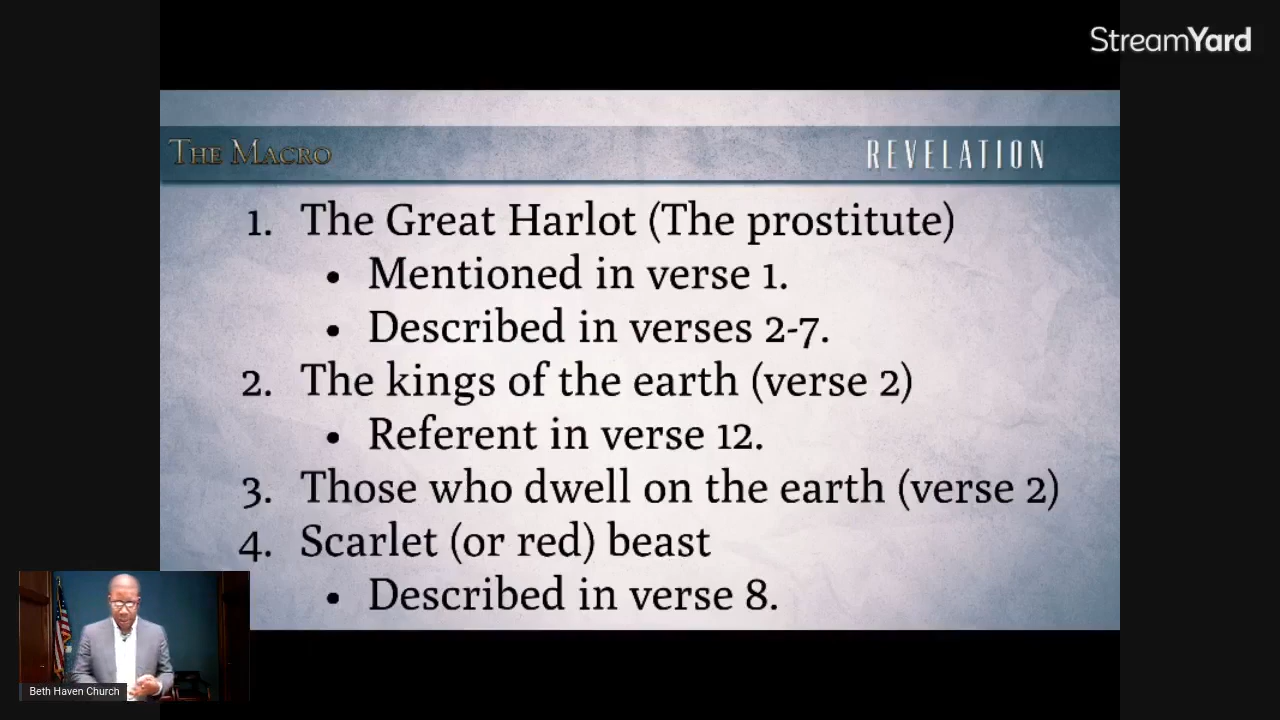 StreamYard
The Macro
REVELATION
1. The Great Harlot (The prostitute)
• Mentioned in verse 1.
• Described in verses 2-7.
2. The kings of the earth (verse 2)
• Referent in verse 12.
3. Those who dwell on the earth (verse 2)
4. Scarlet (or red) beast
• Described in verse 8.
Beth Haven Church